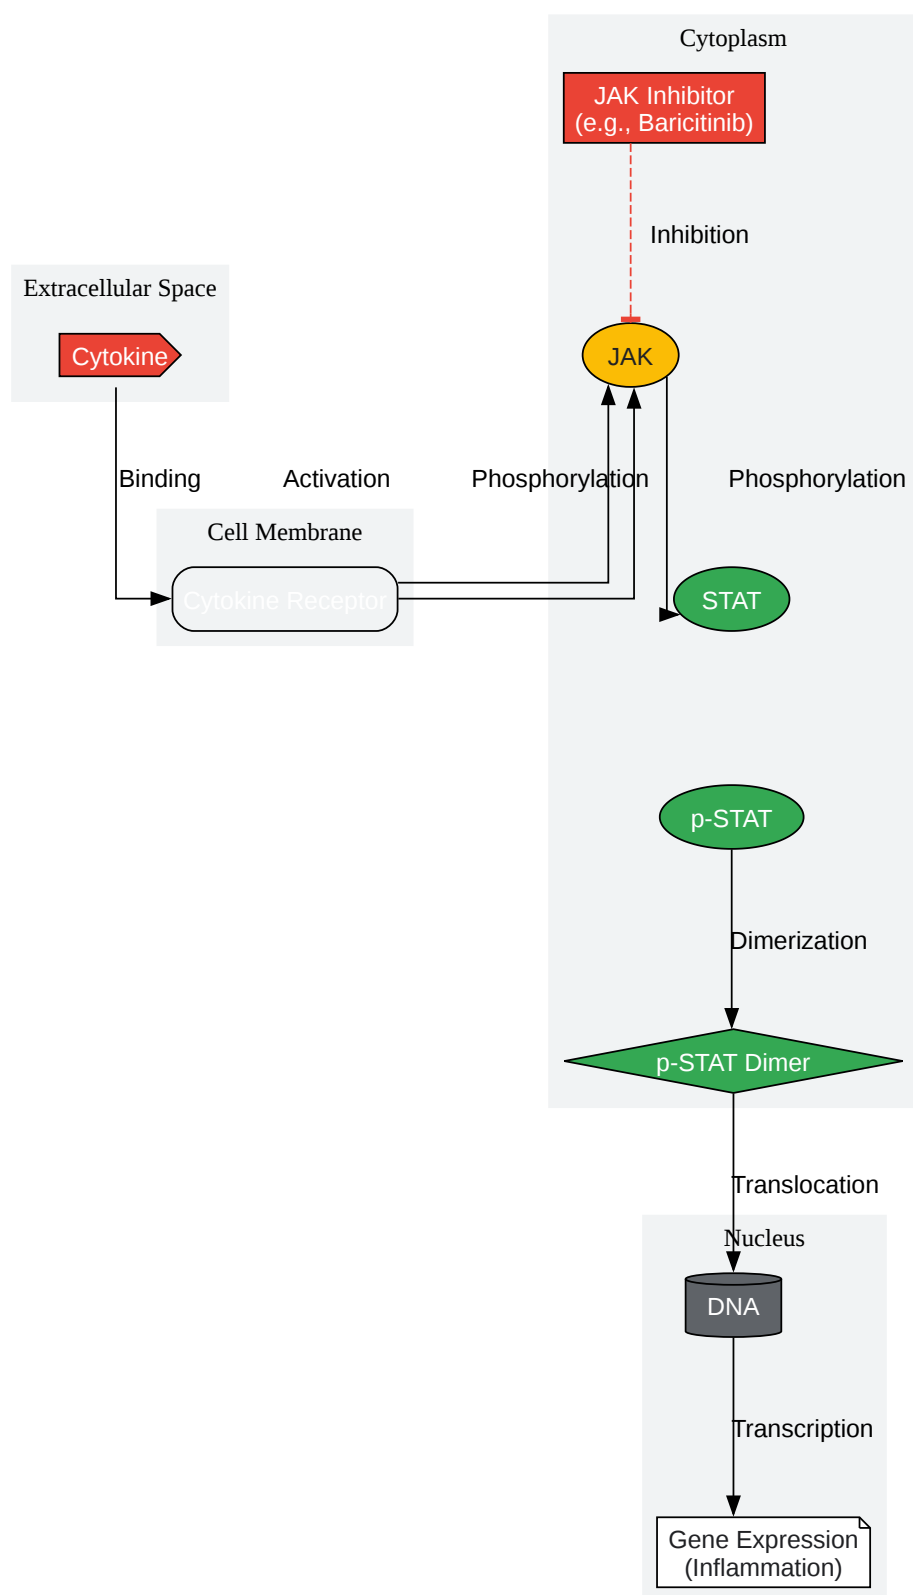 Cytoplasm
JAK Inhibitor
(e.g., Baricitinib)
Inhibition
Extracellular Space
Cytokine
JAK
Binding
Activation
Phosphorylation
Phosphorylation
Cell Membrane
Cytokine Receptor
STAT
p-STAT
Dimerization
p-STAT Dimer
Translocation
Nucleus
DNA
Transcription
Gene Expression
(Inflammation)